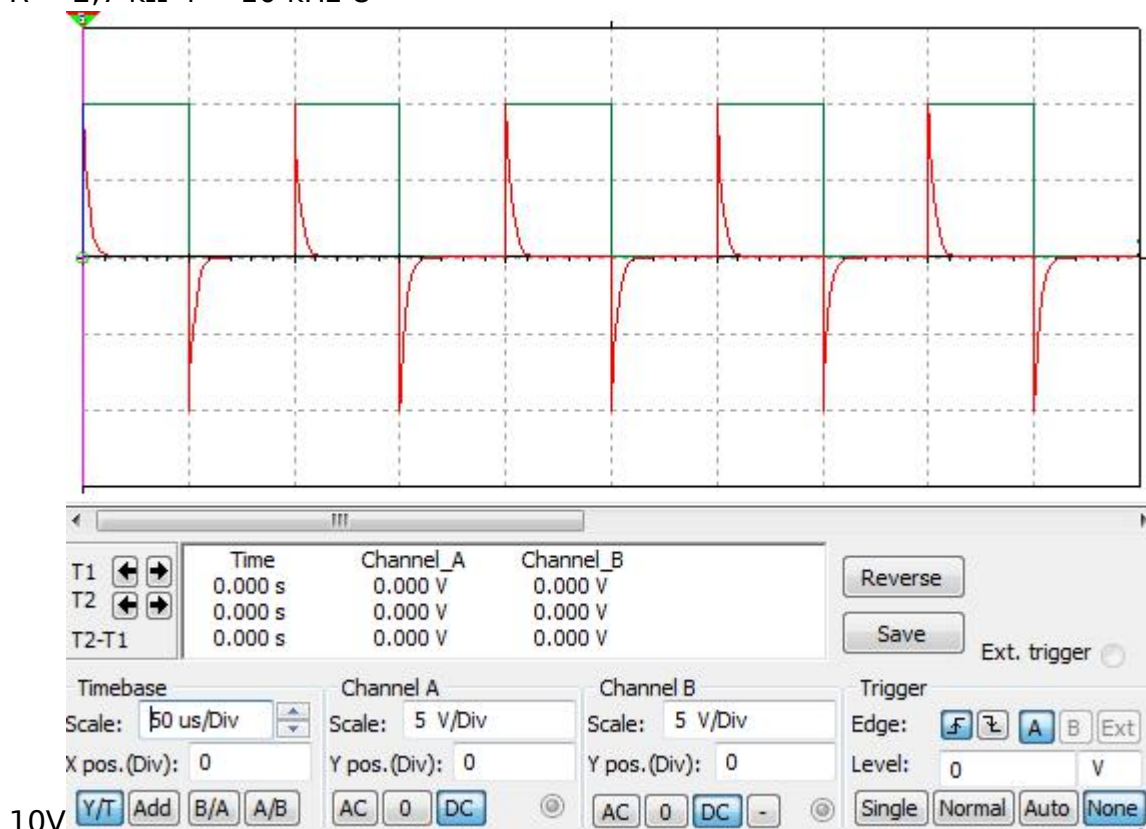 T1 Time Channel_A Channel_B
0.000 s 0.000 V 0.000 V
T2 0.000 s 0.000 V 0.000 V
T2-T1 0.000 s 0.000 V 0.000 V
Reverse
Save
Ext. trigger
Timebase
Scale: 50 us/Div
X pos.(Div): 0
Y/T Add B/A A/B
Channel A
Scale: 5 V/Div
Y pos.(Div): 0
AC 0 DC
Channel B
Scale: 5 V/Div
Y pos.(Div): 0
AC 0 DC -
Trigger
Edge: A B Ext
Level: 0 V
Single Normal Auto None
10V